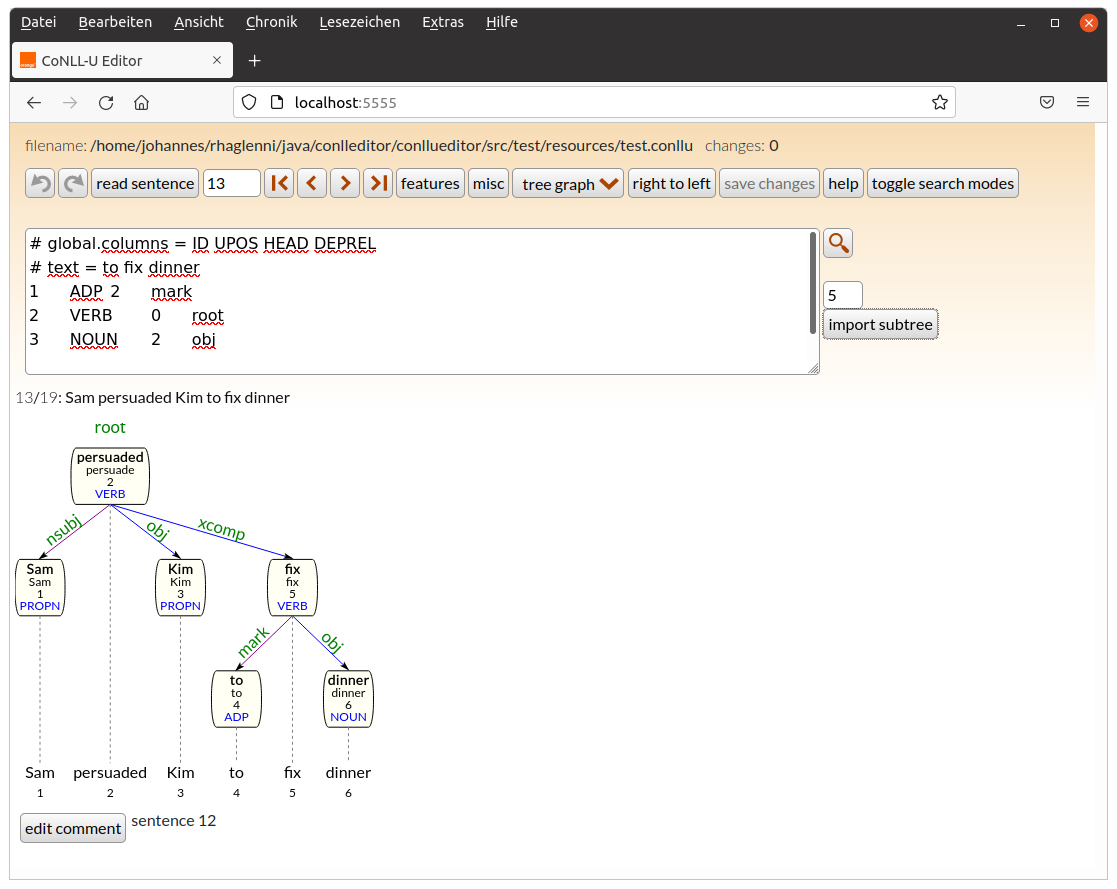 Datei Bearbeiten Ansicht Chronik Lesezeichen Extras Hilfe
CoNLL-U Editor
localhost:5555
filename: /home/johannes/rhaglenni/java/conlleditor/conllueditor/src/test/resources/test.conllu changes: 0
read sentence 13 features misc tree graph right to left save changes help toggle search modes
# global.columns = ID UPOS HEAD DEPREL
# text = to fix dinner
1 ADP 2 mark
2 VERB 0 root
3 NOUN 2 obj
5
import subtree
13/19: Sam persuaded Kim to fix dinner
root
persuaded
persuade
2
VERB
nsubj obj xcomp
Sam Kim fix
Sam Kim fix
1 3 5
PROPN PROPN VERB
mark obj
to dinner
to dinner
4 6
ADP NOUN
Sam persuaded Kim to fix dinner
1 2 3 4 5 6
edit comment sentence 12